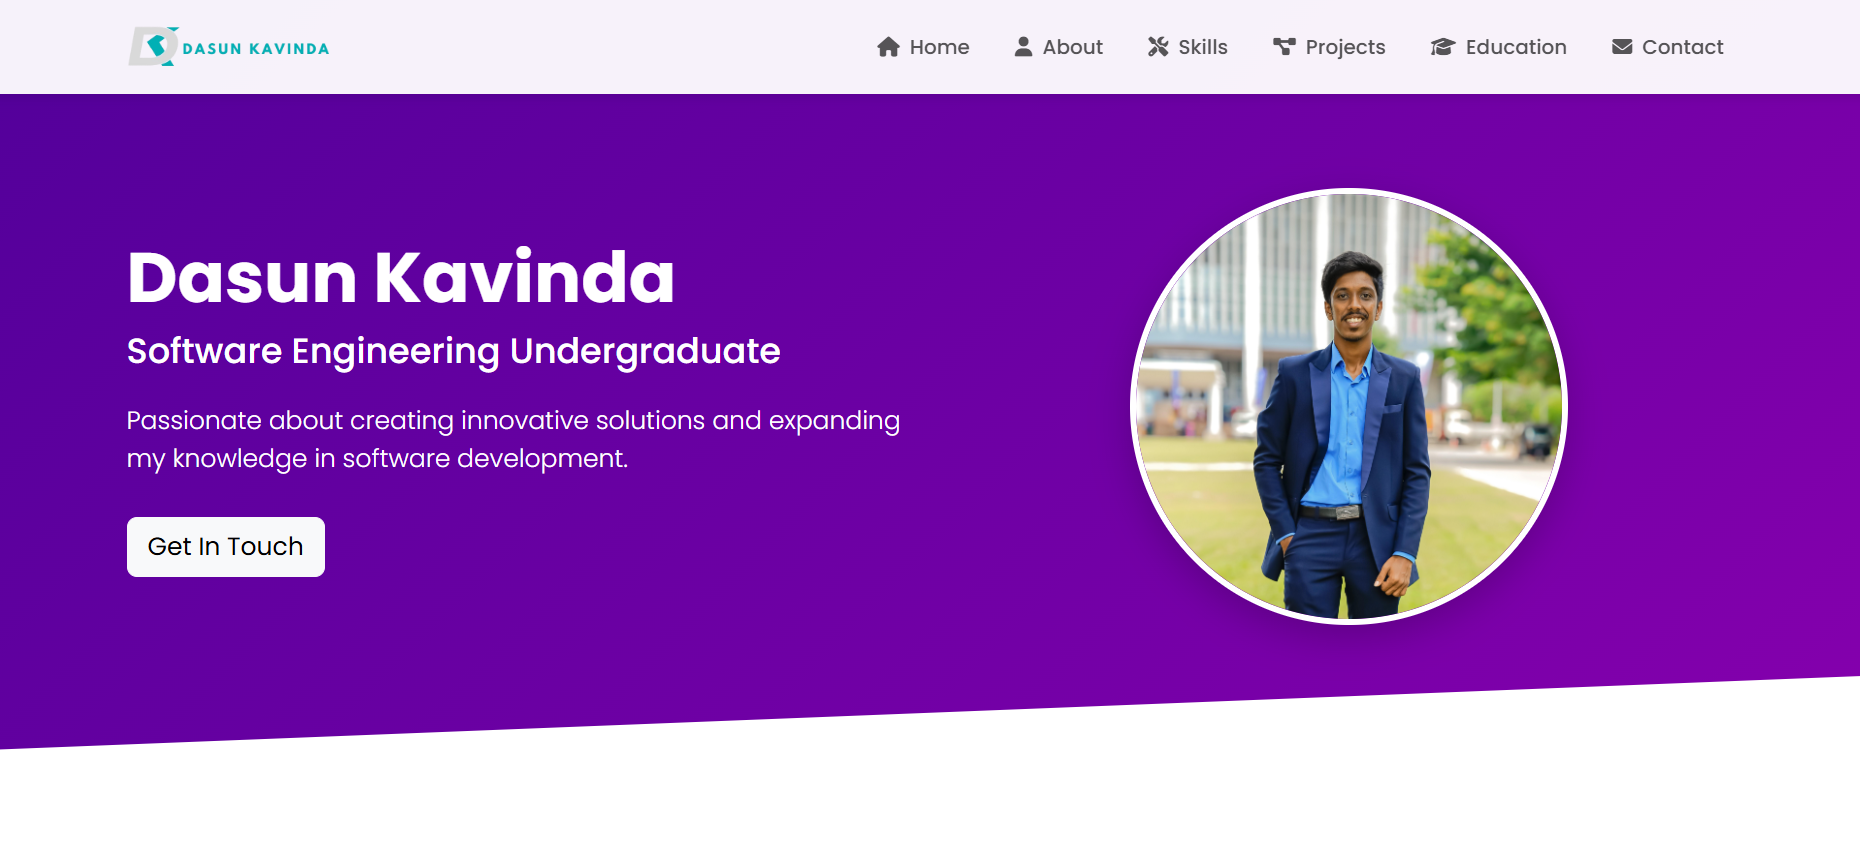 DK DASUN KAVINDA
Home About Skills Projects Education Contact
Dasun Kavinda
Software Engineering Undergraduate
Passionate about creating innovative solutions and expanding
my knowledge in software development.
Get In Touch